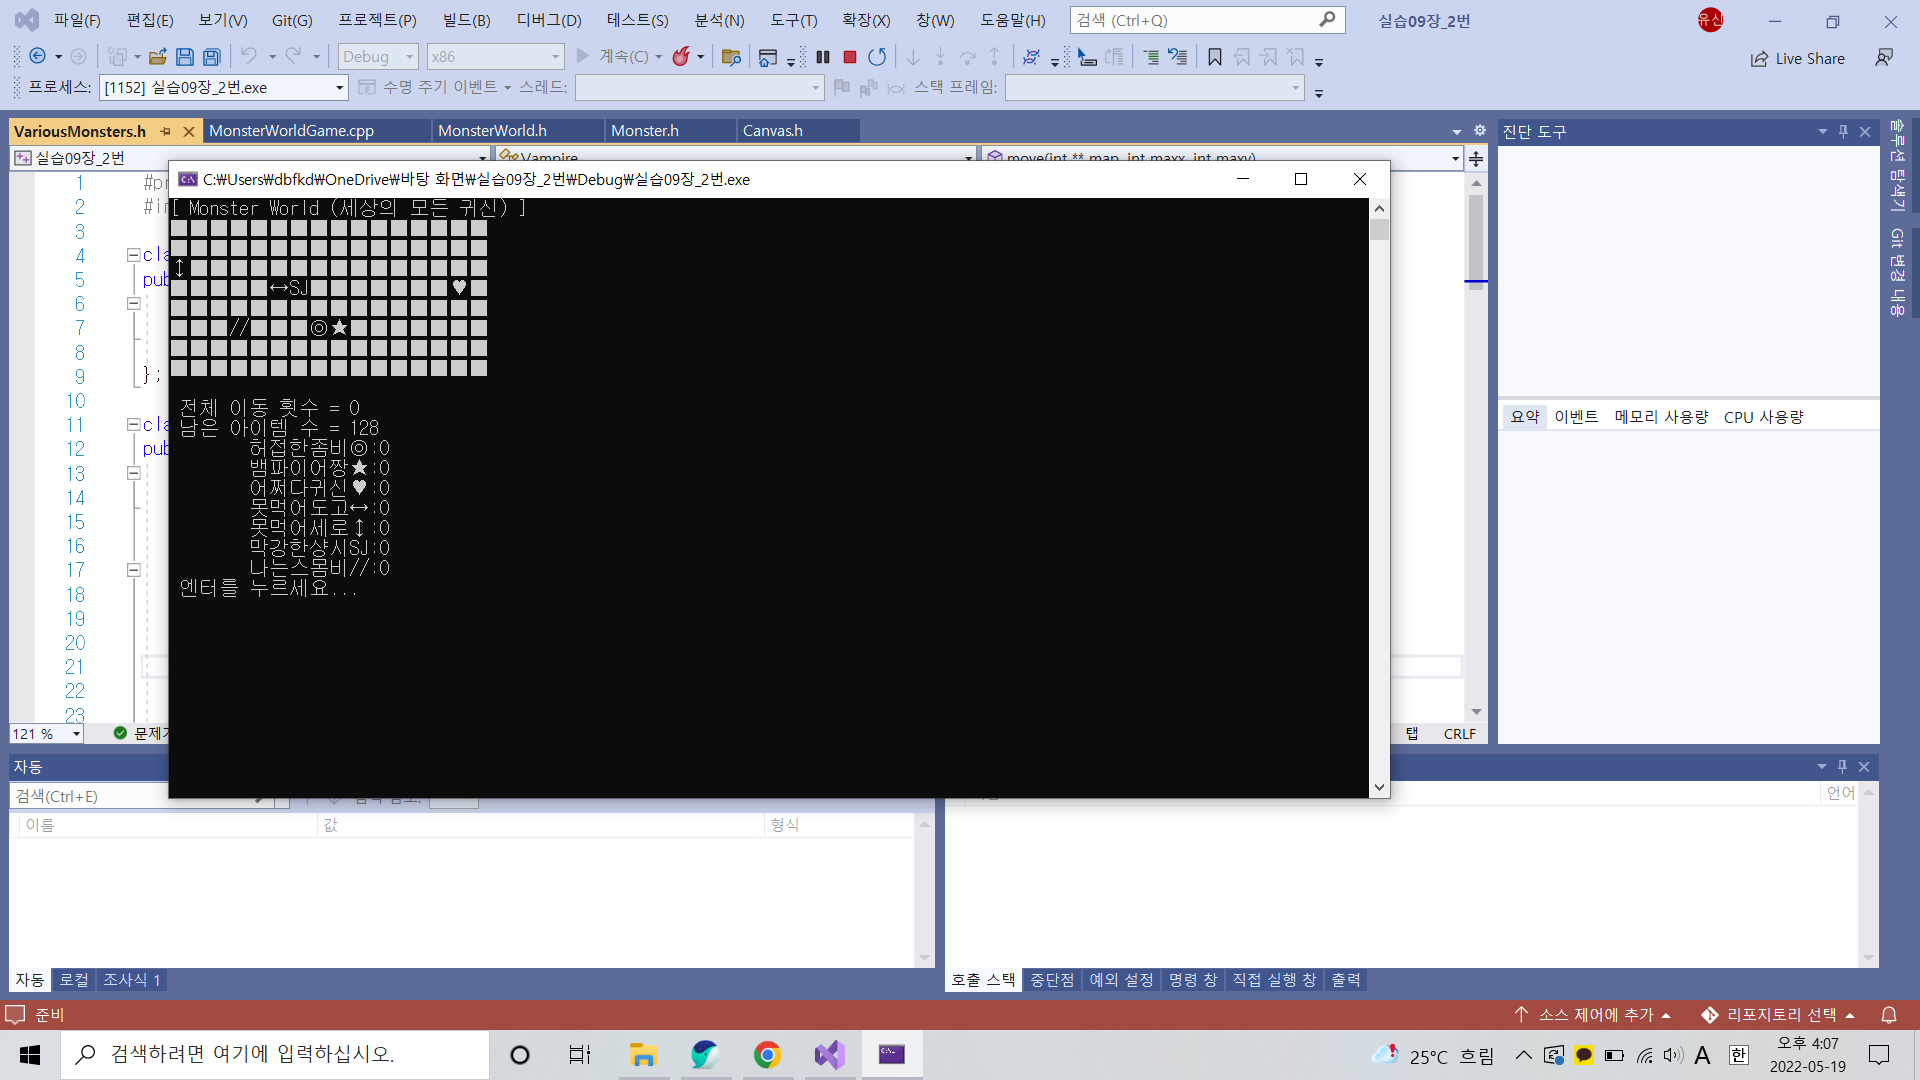 파일(F) 편집(E) 보기(V) Git(G) 프로젝트(P) 빌드(B) 디버그(D) 테스트(S) 분석(N) 도구(T) 확장(X) 창(W) 도움말(H) 검색 (Ctrl+Q) 실습09장_2번 유신
Debug x86 계속(C) Live Share
프로세스: [1152] 실습09장_2번.exe 수명 주기 이벤트 스레드: 스택 프레임:
VariousMonsters.h MonsterWorldGame.cpp MonsterWorld.h Monster.h Canvas.h
실습09장_2번 Vampire move(int ** map, int maxx, int maxy)
C:₩Users₩dbfkd₩OneDrive₩바탕 화면₩실습09장_2번₩Debug₩실습09장_2번.exe
[ Monster World (세상의 모든 귀신) ]
■■■■■■■■■■■■■■■■
■■■■■■■■■■■■■■■■
↕■■■■■■■■■■■■■■■
■■■■■↔SJ■■■■■■■♥■
■■■■■■■■■■■■■■■■
■■■//■■■◎★■■■■■■■
■■■■■■■■■■■■■■■■
■■■■■■■■■■■■■■■■
전체 이동 횟수 = 0
남은 아이템 수 = 128
허접한좀비◎:0
뱀파이어짱★:0
어쩌다귀신♥:0
못먹어도고↔:0
못먹어세로↕:0
막강한샹시SJ:0
나는스몸비//:0
엔터를 누르세요...
1
2
3
4
5
6
7
8
9 };
10
11
12
13
14
15
16
17
18
19
20
21
22
23
121 % 탭 CRLF
진단 도구
요약 이벤트 메모리 사용량 CPU 사용량
솔루션 탐색기
Git 변경 내용
자동
검색(Ctrl+E)
이름 값 형식
언어
자동 로컬 조사식 1
호출 스택 중단점 예외 설정 명령 창 직접 실행 창 출력
준비 소스 제어에 추가 리포지토리 선택
검색하려면 여기에 입력하십시오. 25°C 흐림 A 한 오후 4:07
2022-05-19